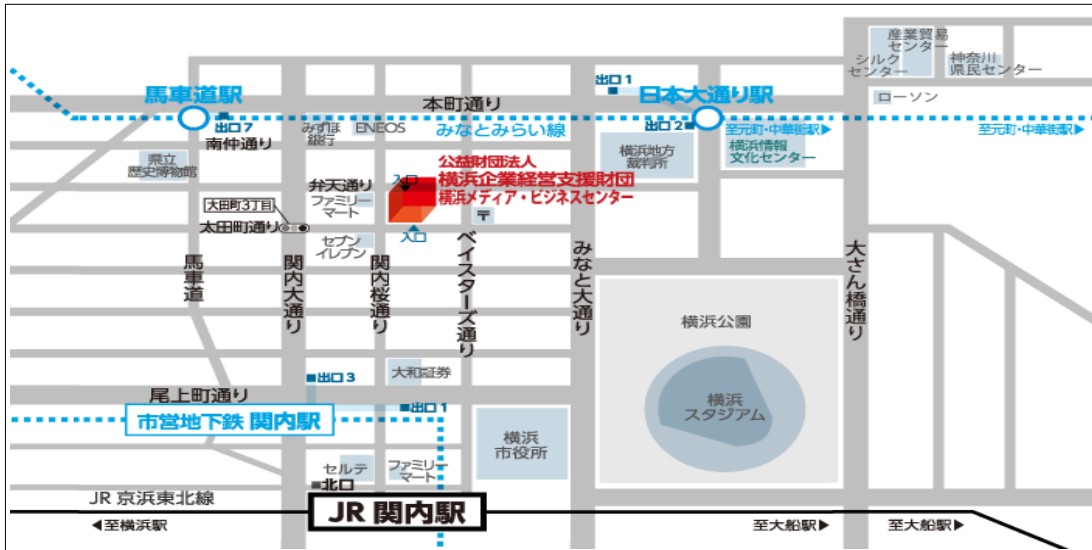 産業貿易
センター
シルク
センター
神奈川
県民センター
出口1
馬車道駅
本町通り
日本大通り駅
ローソン
出口7
みずほ
銀行
ENEOS
みなとみらい線
出口2
至元町・中華街駅▶
至元町・中華街駅▶
南仲通り
横浜地方
裁判所
横浜情報
文化センター
県立
歴史博物館
公益財団法人
横浜企業経営支援財団
横浜メディア・ビジネスセンター
入口
弁天通り
ファミリー
マート
大田町3丁目
太田町通り
〒
入口
セブン
イレブン
馬車道
関内大通り
関内桜通り
ベイスターズ通り
みなと大通り
大さん橋通り
横浜公園
横浜
スタジアム
大和証券
出口3
尾上町通り
出口1
市営地下鉄 関内駅
横浜
市役所
セルテ
ファミリー
マート
北口
JR 京浜東北線
JR 関内駅
◀至横浜駅
至大船駅▶
至大船駅▶